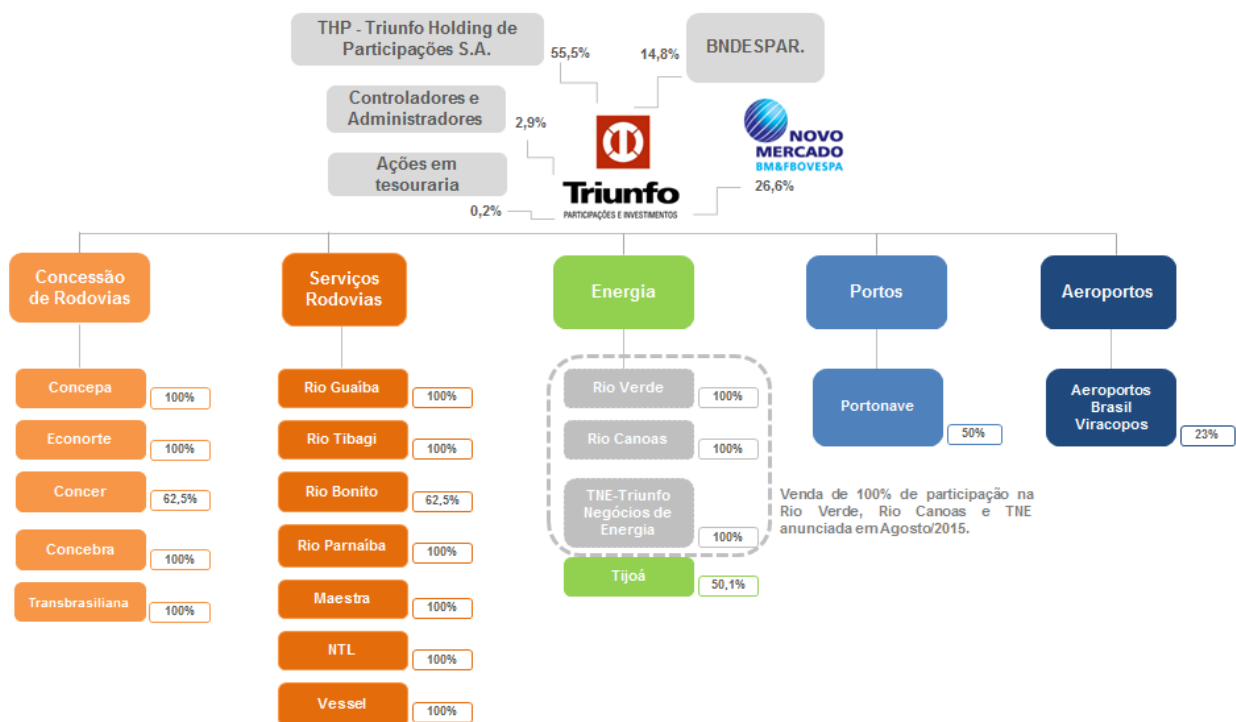 THP - Triunfo Holding de
Participações S.A.
55,5%
14,8%
BNDESPAR.
Controladores e
Administradores
2,9%
NOVO
MERCADO
BM&FBOVESPA
26,6%
Ações em
tesouraria
0,2%
Triunfo
PARTICIPAÇÕES E INVESTIMENTOS
Concessão
de Rodovias
Serviços
Rodovias
Energia
Portos
Aeroportos
Concepa
100%
Econorte
100%
Concer
62,5%
Concebra
100%
Transbrasiliana
100%
Rio Guaíba
100%
Rio Tibagi
100%
Rio Bonito
62,5%
Rio Parnaíba
100%
Maestra
100%
NTL
100%
Vessel
100%
Rio Verde
100%
Rio Canoas
100%
TNE-Triunfo
Negócios de
Energia
100%
Tijoá
50,1%
Portonave
50%
Aeroportos
Brasil
Viracopos
23%
Venda de 100% de participação na
Rio Verde, Rio Canoas e TNE
anunciada em Agosto/2015.